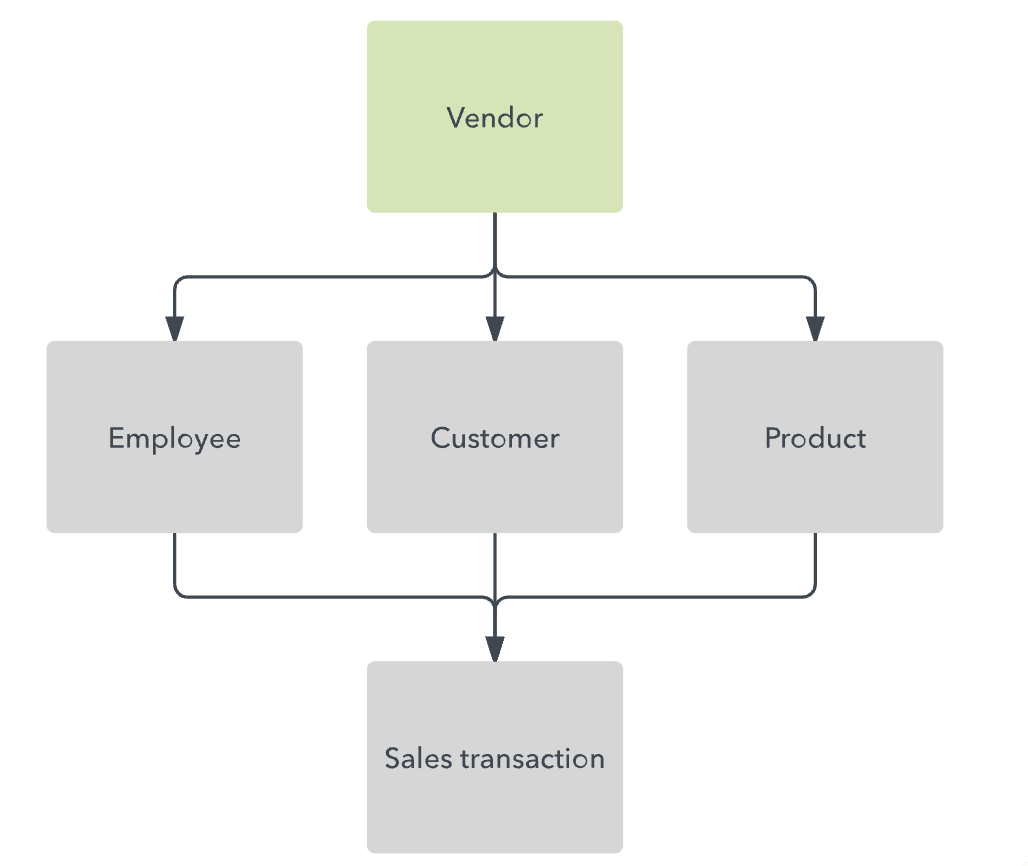 Vendor
Employee
Customer
Product
Sales transaction